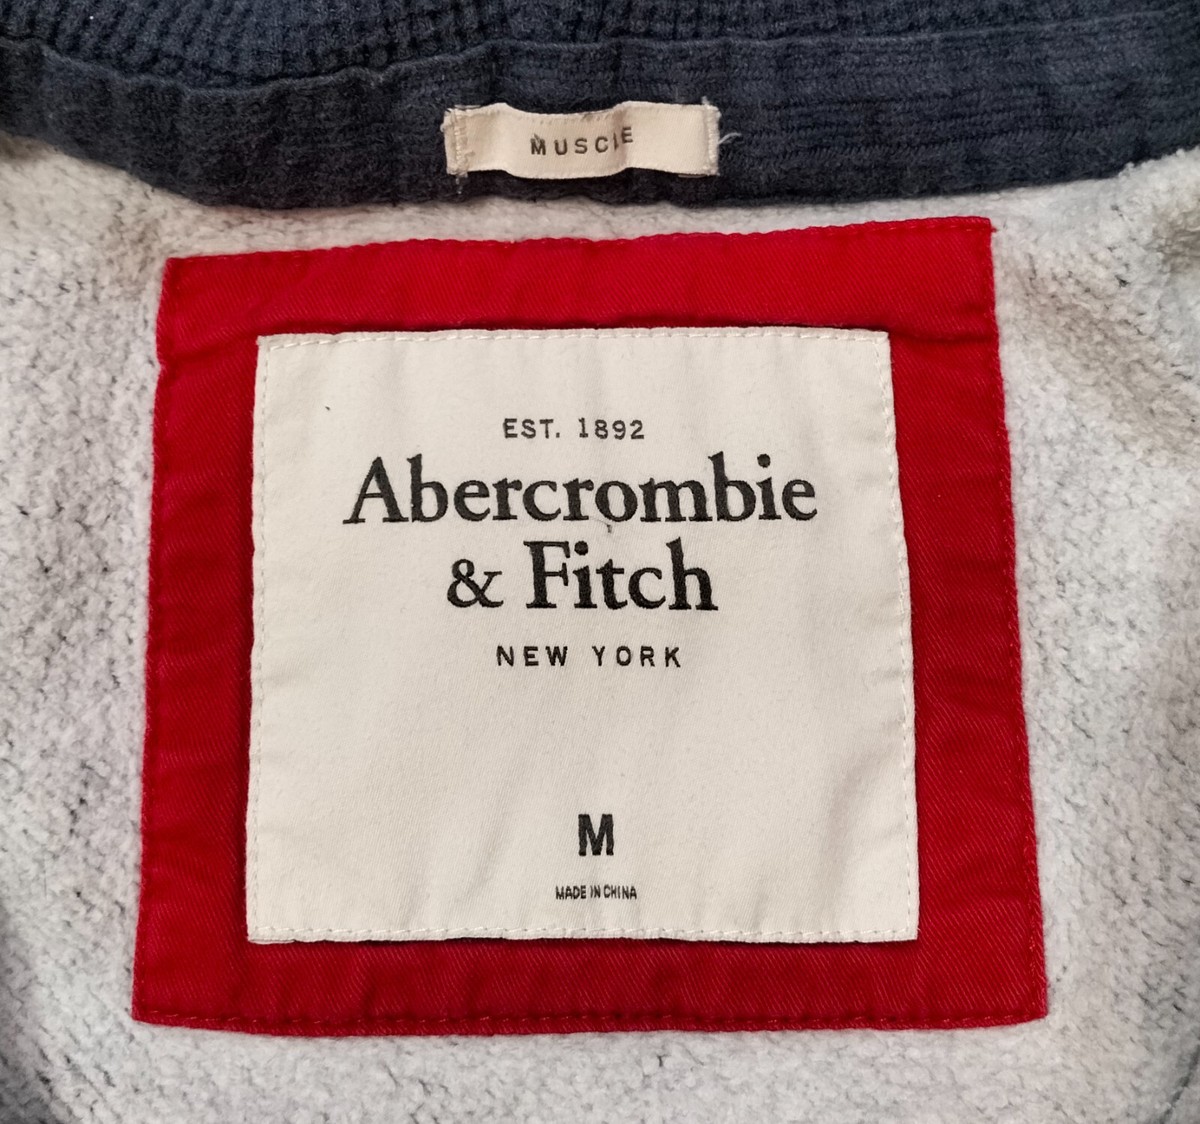 MUSCLE
EST. 1892
Abercrombie
& Fitch
NEW YORK
M
MADE IN CHINA